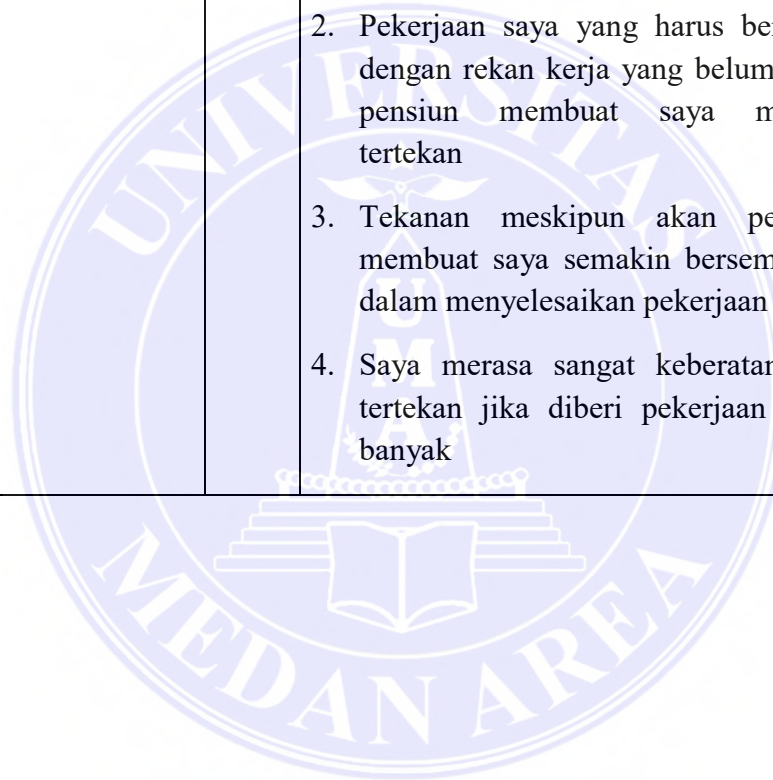 2. Pekerjaan saya yang harus
dengan rekan kerja yang belum
pensiun membuat saya
tertekan
3. Tekanan meskipun akan
membuat saya semakin
dalam menyelesaikan pekerjaan
4. Saya merasa sangat
tertekan jika diberi pekerjaan
banyak
UNIVERSITAS
UMA
MEDAN AREA